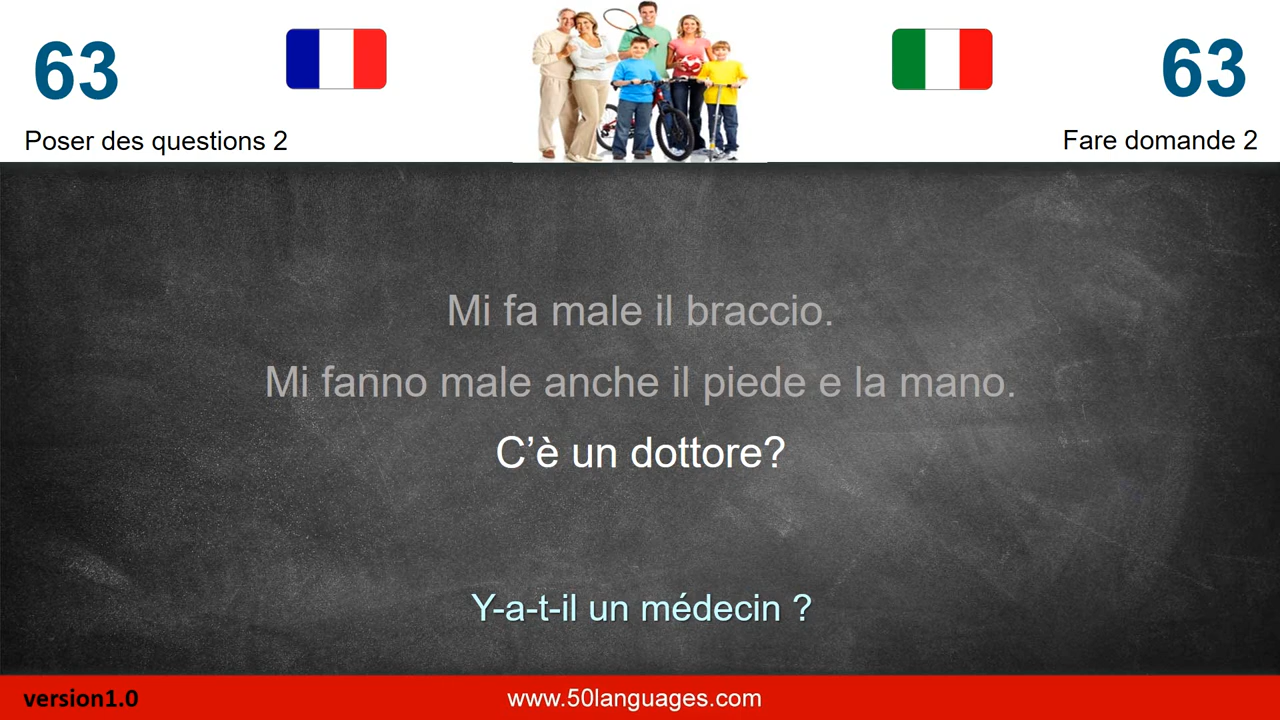 63
63
Poser des questions 2
Fare domande 2
Mi fa male il braccio.
Mi fanno male anche il piede e la mano.
C’è un dottore?
Y-a-t-il un médecin ?
version1.0
www.50languages.com